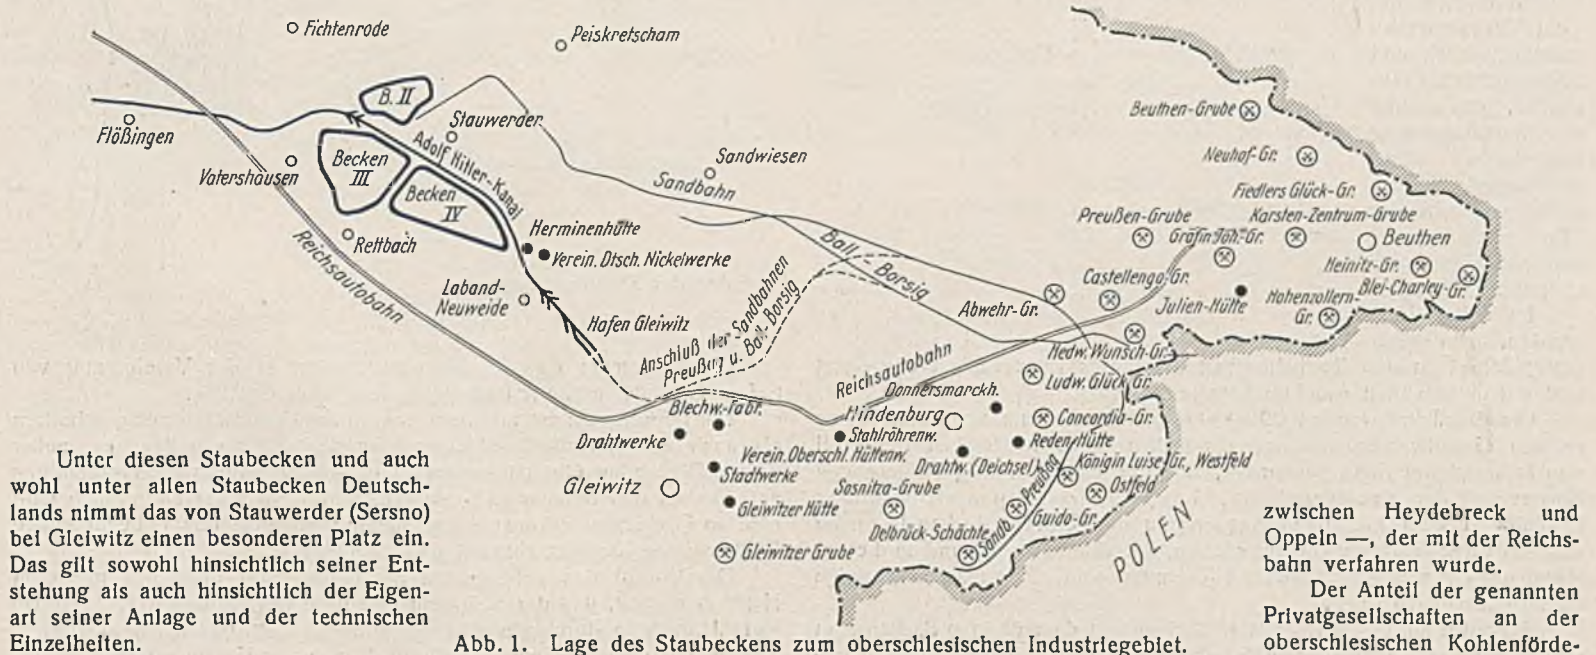 Fichtenrode
Peiskretscham
B. II
Beuthen-Grube
Flößingen
Stauwerder
Adolf Hitler-Kanal
Neuhof-Gr.
Vatershausen
Becken
III
Sandwiesen
Sandbahn
Fiedlers Glück-Gr.
Becken
IV
Preußen-Grube
Karsten-Zentrum-Grube
Rettbach
Herminenhütte
Gräfin Joh.-Gr.
Beuthen
Verein. Dtsch. Nickelwerke
Ball.-Borsig
Heinitz-Gr.
Reichsautobahn
Laband-
Neuweide
Castellengo-Gr.
Blei-Charley-Gr.
Abwehr-Gr.
Julien-Hütte
Hohenzollern-
Gr.
Hafen Gleiwitz
Anschluß der Sandbahnen
Preußag u. Ball-Borsig
Hedw. Wunsch-Gr.
Reichsautobahn
Ludw. Glück Gr.
Donnersmarckh.
Blechw.-Fabr.
Hindenburg
Concordia-Gr.
Drahtwerke
Stahlröhrenw.
Reden-Hütte
Verein. Oberschl. Hüttenw.
Drahtw. (Deichsel)
Königin Luise Gr., Westfeld
Stadtwerke
Gleiwitz
Sosnitza-Grube
Ostfeld
Gleiwitzer Hütte
Sandb. Preußag
Guido-Gr.
Delbrück-Schächte
Gleiwitzer Grube
POLEN
Unter diesen Staubecken und auch
wohl unter allen Staubecken Deutsch-
lands nimmt das von Stauwerder (Sersno)
bei Gleiwitz einen besonderen Platz ein.
Das gilt sowohl hinsichtlich seiner Ent-
stehung als auch hinsichtlich der Eigen-
art seiner Anlage und der technischen
Einzelheiten.
Abb. 1. Lage des Staubeckens zum oberschlesischen Industriegebiet.
zwischen Heydebreck und
Oppeln —, der mit der Reichs-
bahn verfahren wurde.
Der Anteil der genannten
Privatgesellschaften an der
oberschlesischen Kohlenförde-